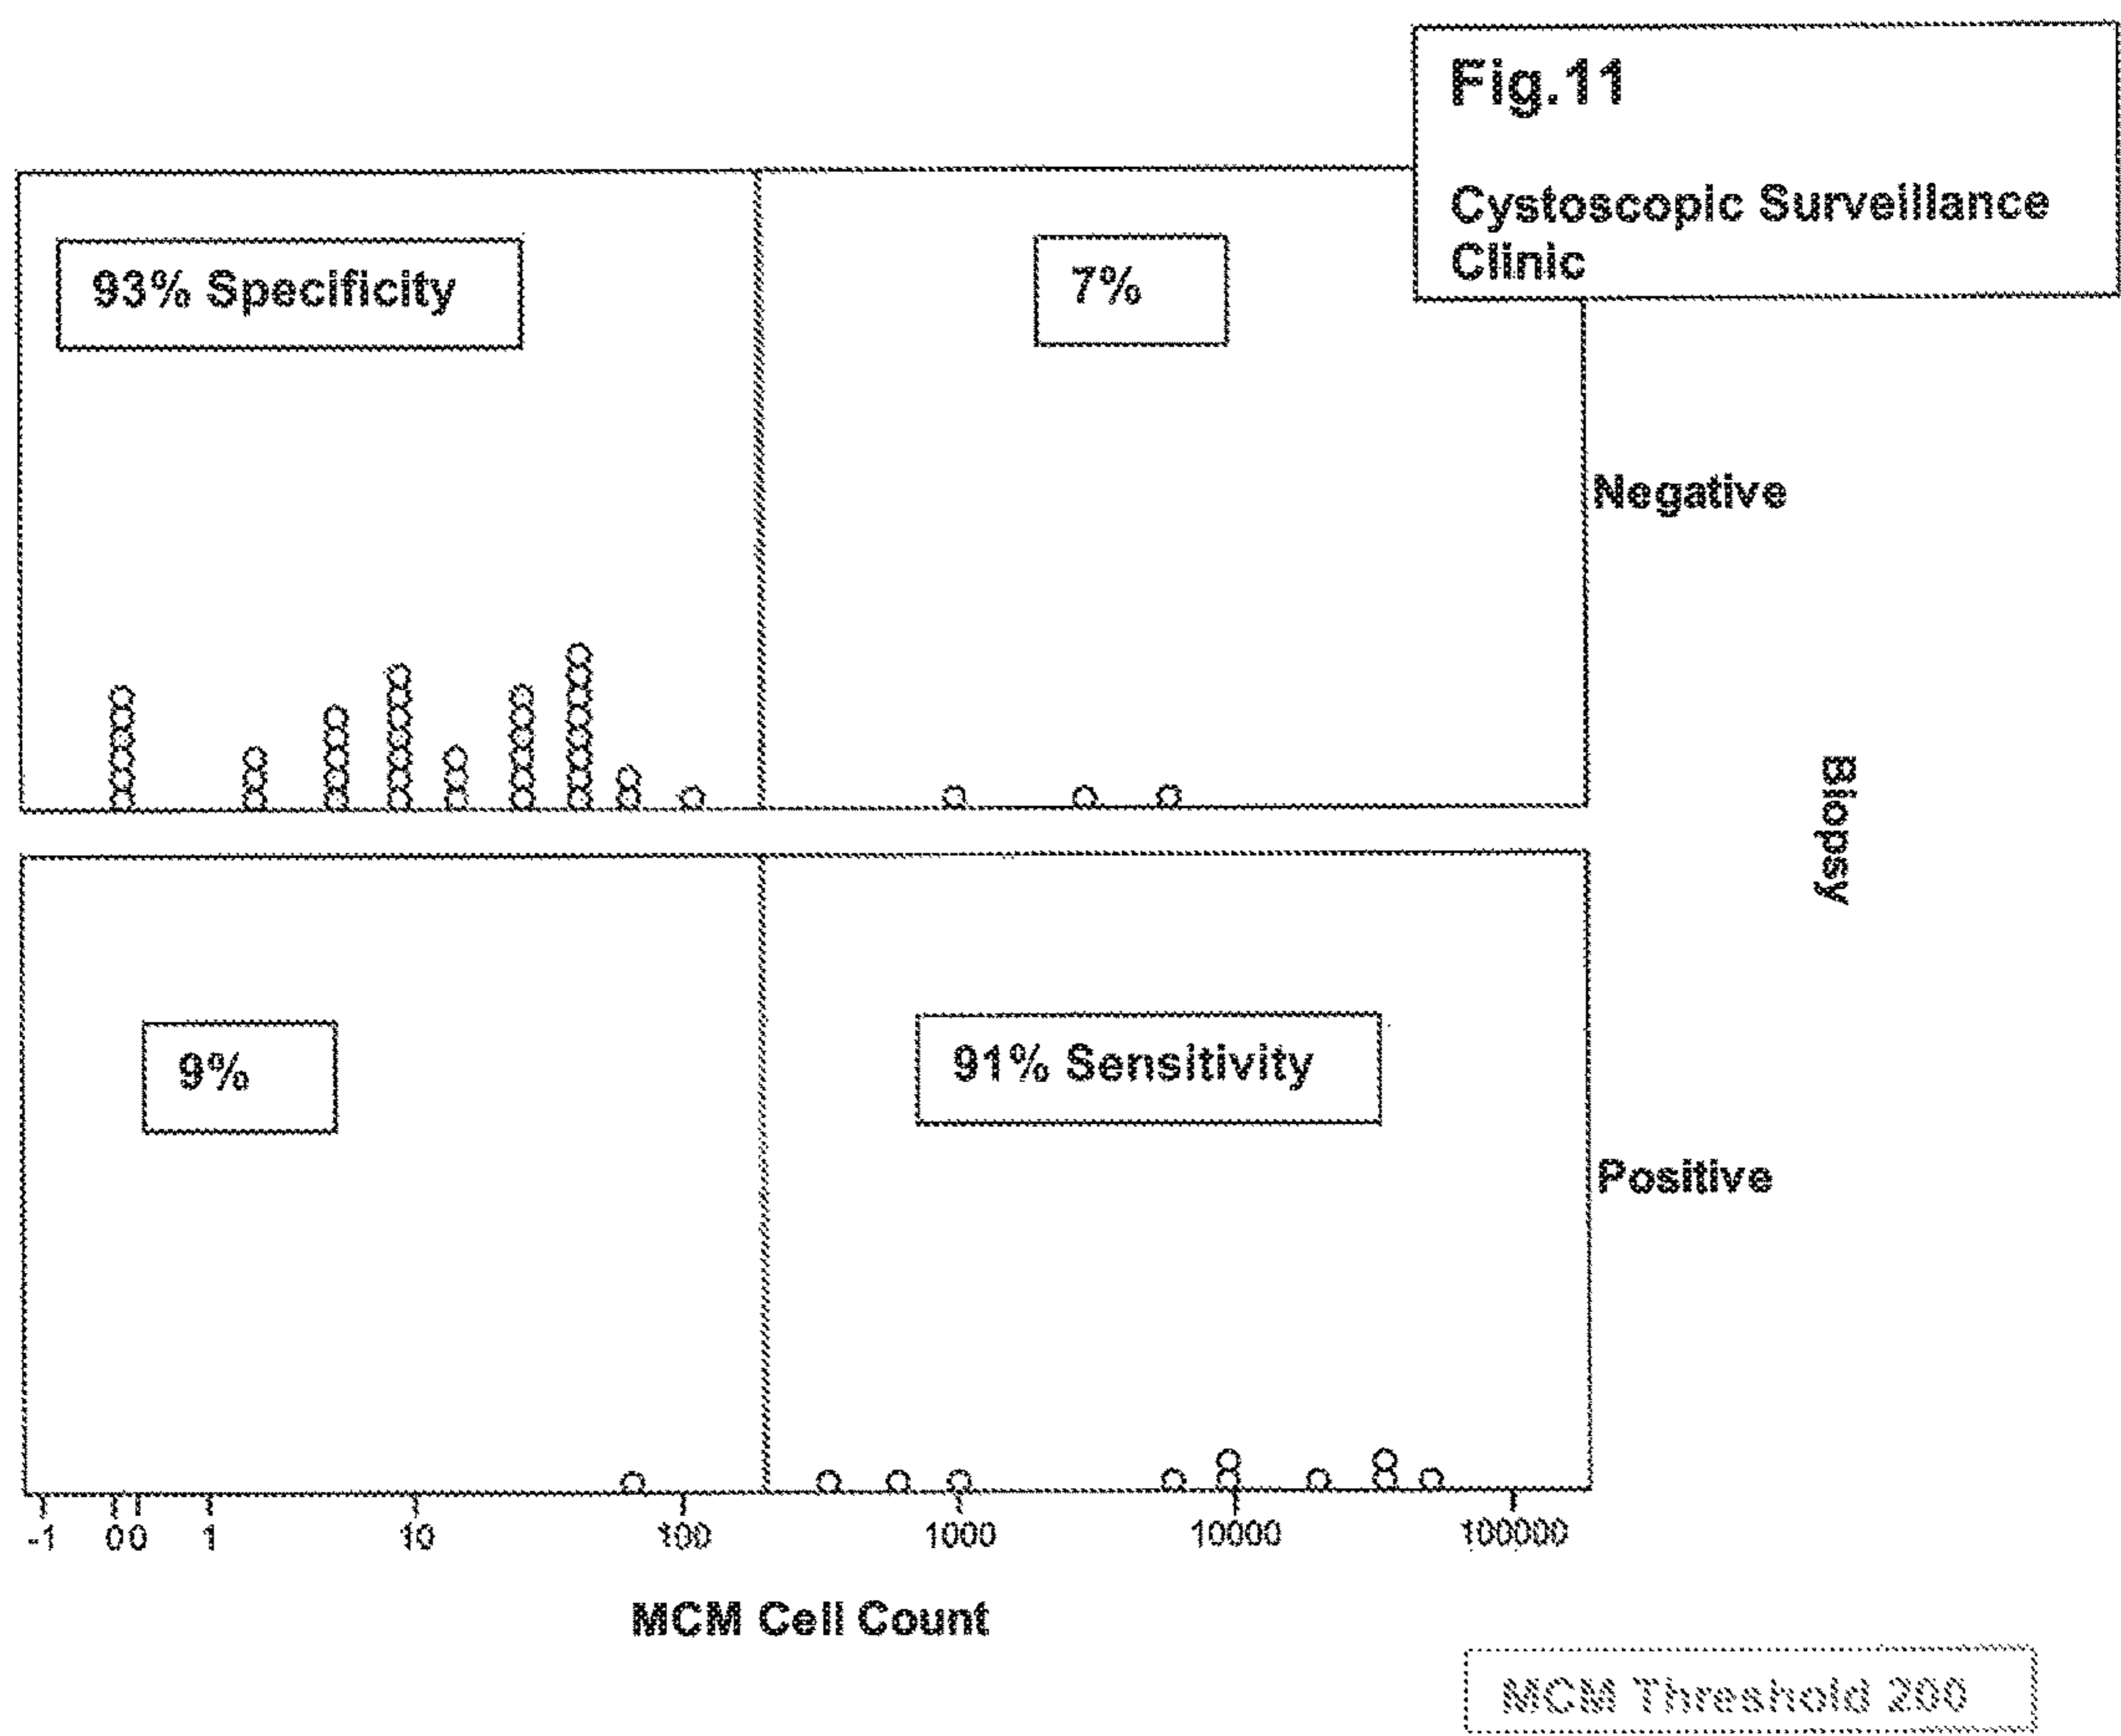 Fig.11
Cystoscopic Surveillance
Clinic
93% Specificity
7%
Negative
Biopsy
9%
91% Sensitivity
Positive
-1 0 0 1 10 100 1000 10000 100000
MCM Cell Count
MCM Threshold 200